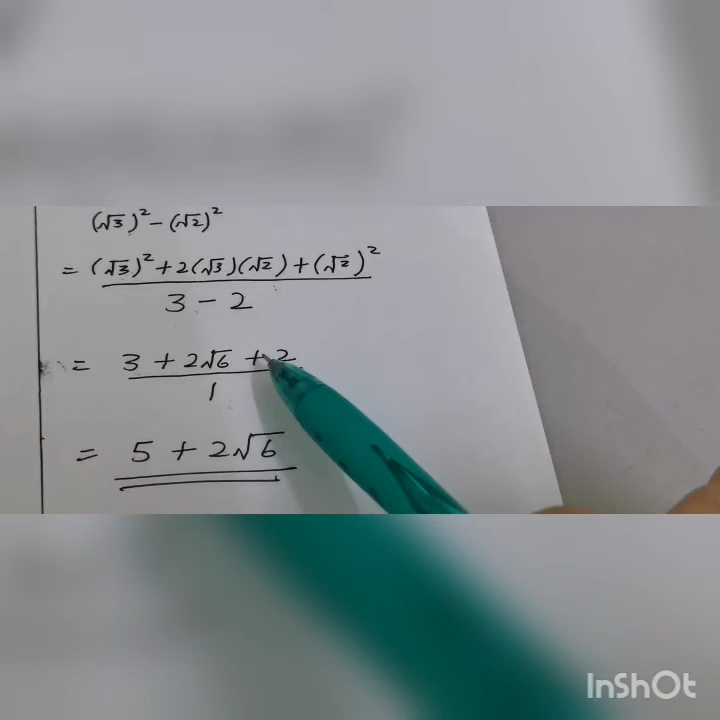 (√3)² - (√2)²
= (√3)² + 2(√3)(√2) + (√2)²
3 - 2
= 3 + 2√6 + 2
1
= 5 + 2√6
InShOt